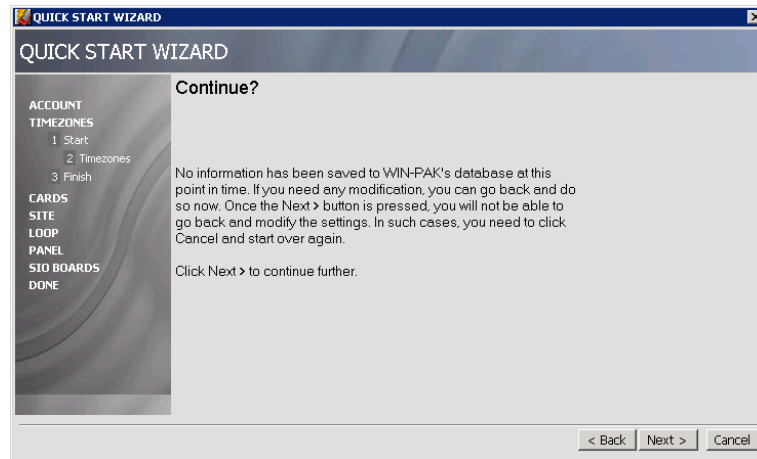 QUICK START WIZARD
QUICK START WIZARD
ACCOUNT
TIMEZONES
1 Start
2 Timezones
3 Finish
CARDS
SITE
LOOP
PANEL
SIO BOARDS
DONE
Continue?
No information has been saved to WIN-PAK's database at this
point in time. If you need any modification, you can go back and do
so now. Once the Next > button is pressed, you will not be able to
go back and modify the settings. In such cases, you need to click
Cancel and start over again.
Click Next > to continue further.
< Back Next > Cancel